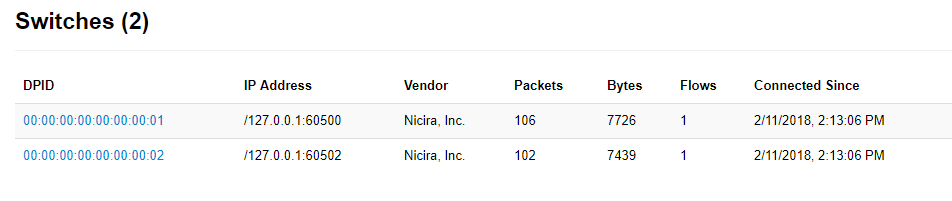 Switches (2)
DPID IP Address Vendor Packets Bytes Flows Connected Since
00:00:00:00:00:00:00:01 /127.0.0.1:60500 Nicira, Inc. 106 7726 1 2/11/2018, 2:13:06 PM
00:00:00:00:00:00:00:02 /127.0.0.1:60502 Nicira, Inc. 102 7439 1 2/11/2018, 2:13:06 PM